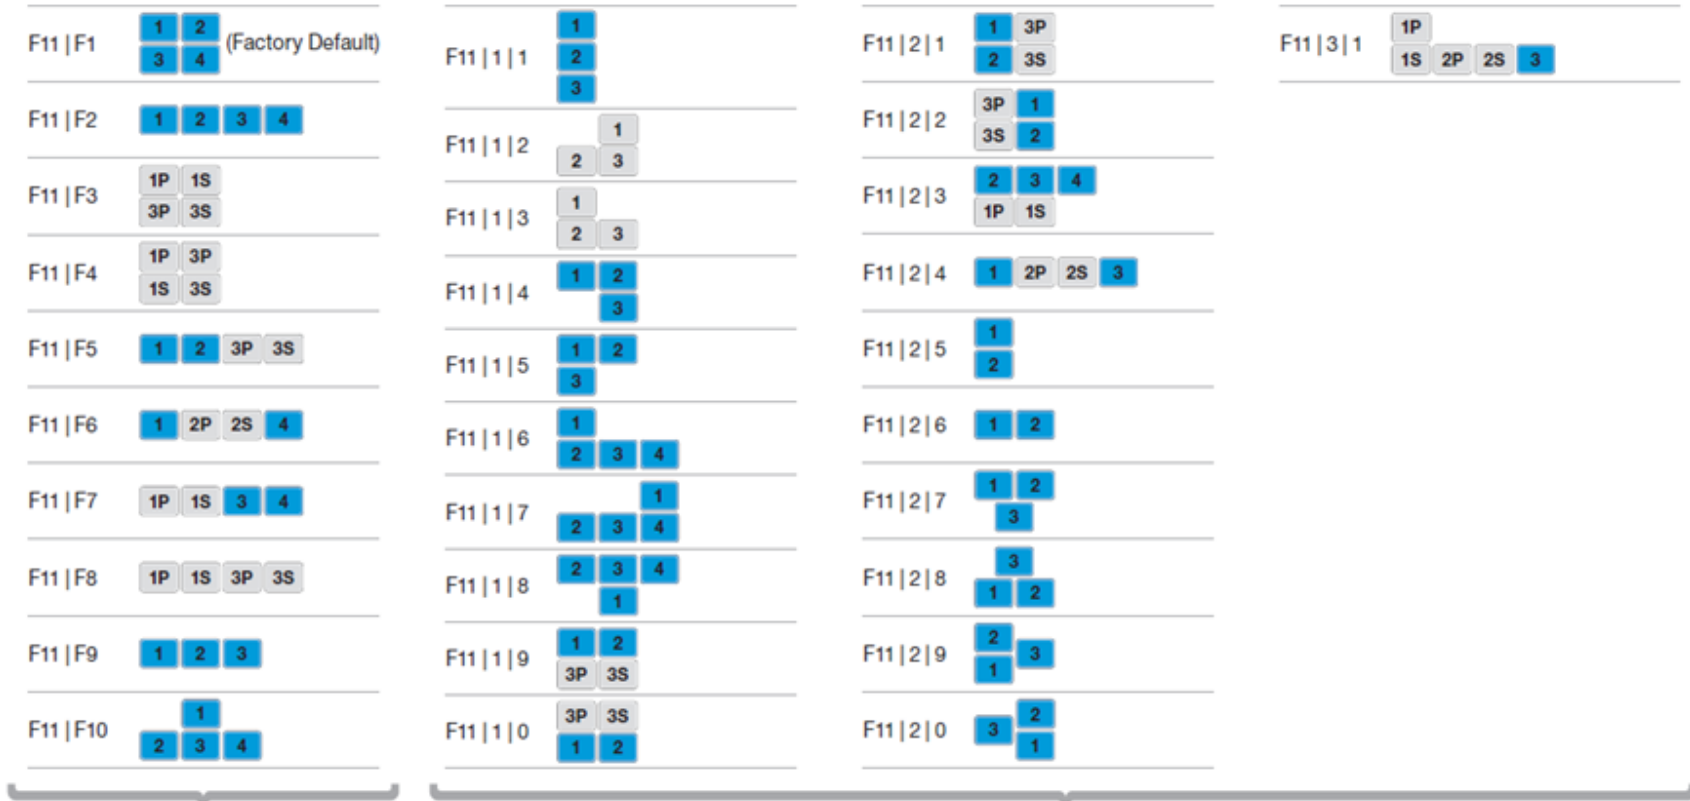 F11 | F1 1 2 (Factory Default)
3 4
F11 | F2 1 2 3 4
F11 | F3 1P 1S
3P 3S
F11 | F4 1P 3P
1S 3S
F11 | F5 1 2 3P 3S
F11 | F6 1 2P 2S 4
F11 | F7 1P 1S 3 4
F11 | F8 1P 1S 3P 3S
F11 | F9 1 2 3
F11 | F10 1
2 3 4
F11 | 1 | 1 1
2
3
F11 | 1 | 2 1
2 3
F11 | 1 | 3 1
2 3
F11 | 1 | 4 1 2
3
F11 | 1 | 5 1 2
3
F11 | 1 | 6 1
2 3 4
F11 | 1 | 7 1
2 3 4
F11 | 1 | 8 2 3 4
1
F11 | 1 | 9 1 2
3P 3S
F11 | 1 | 0 3P 3S
1 2
F11 | 2 | 1 1 3P
2 3S
F11 | 2 | 2 3P 1
3S 2
F11 | 2 | 3 2 3 4
1P 1S
F11 | 2 | 4 1 2P 2S 3
F11 | 2 | 5 1
2
F11 | 2 | 6 1 2
F11 | 2 | 7 1 2
3
F11 | 2 | 8 3
1 2
F11 | 2 | 9 2
1 3
F11 | 2 | 0 3 2
1
F11 | 3 | 1 1P
1S 2P 2S 3